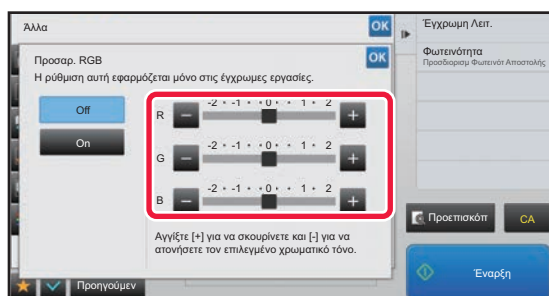 Άλλα
OK
Προσαρ. RGB
OK
Η ρύθμιση αυτή εφαρμόζεται μόνο στις έγχρωμες εργασίες.
Off
On
R
-2 • -1 • • 0 • • 1 • 2
− +
G
-2 • -1 • • 0 • • 1 • 2
− +
B
-2 • -1 • • 0 • • 1 • 2
− +
Αγγίξτε [+] για να σκουρίνετε και [-] για να
ατονήσετε τον επιλεγμένο χρωματικό τόνο.
Προηγούμεν
Έγχρωμη Λειτ.
Φωτεινότητα
Προσδιορισμ Φωτεινότ Αποστολής
Προεπισκόπ
CA
Έναρξη